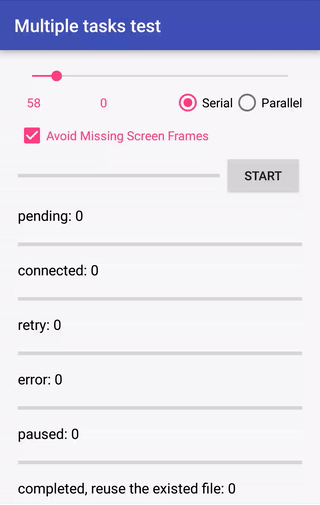 Multiple tasks test
58 0 Serial Parallel
Avoid Missing Screen Frames
START
pending: 0
connected: 0
retry: 0
error: 0
paused: 0
completed, reuse the existed file: 0